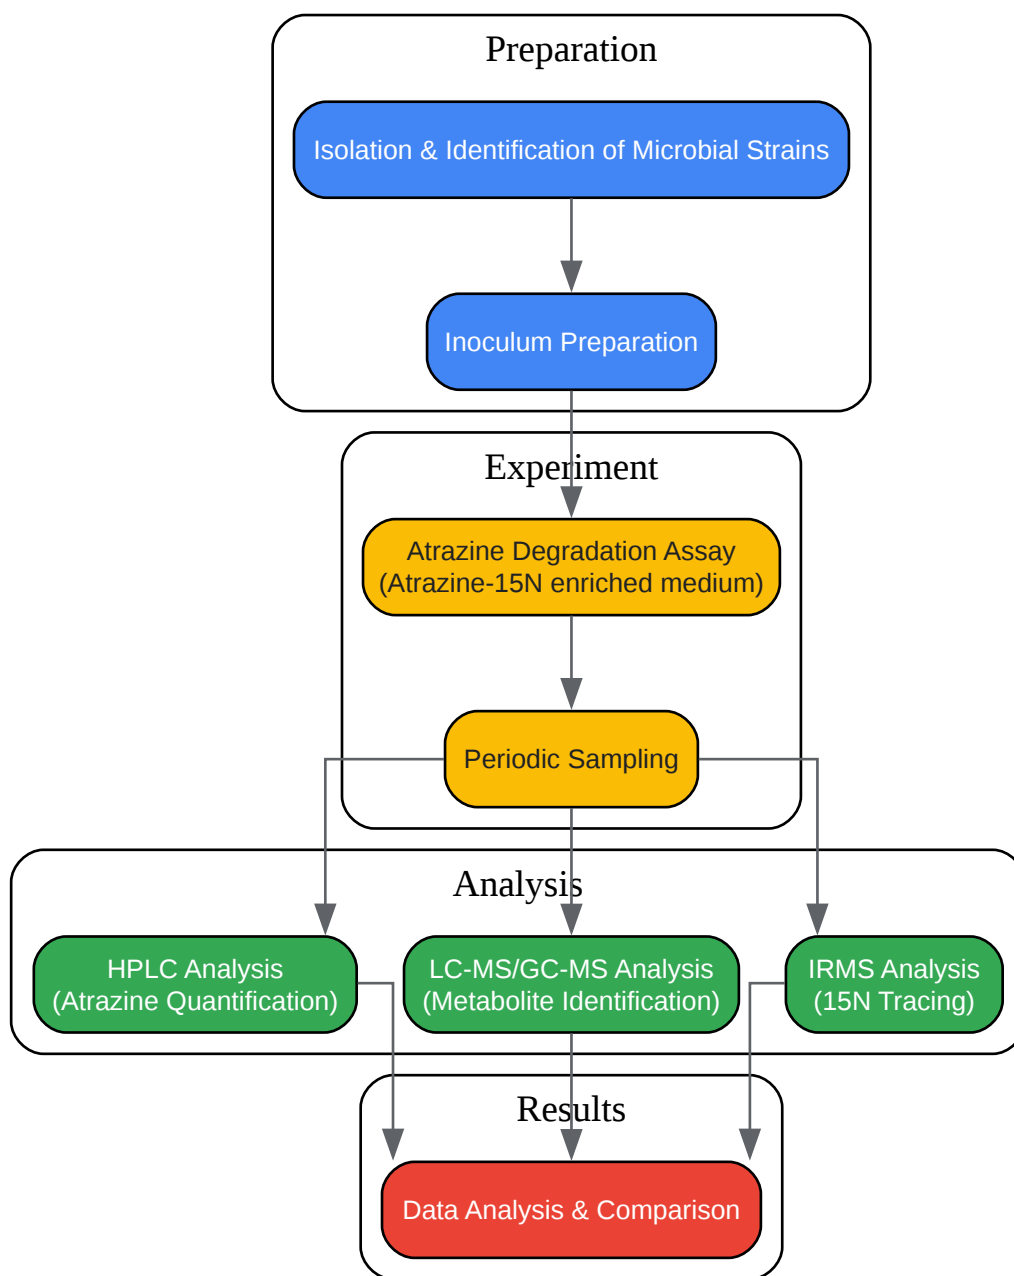 Preparation
Isolation & Identification of Microbial Strains
Inoculum Preparation
Experiment
Atrazine Degradation Assay
(Atrazine-15N enriched medium)
Periodic Sampling
Analysis
HPLC Analysis
(Atrazine Quantification)
LC-MS/GC-MS Analysis
(Metabolite Identification)
IRMS Analysis
(15N Tracing)
Results
Data Analysis & Comparison